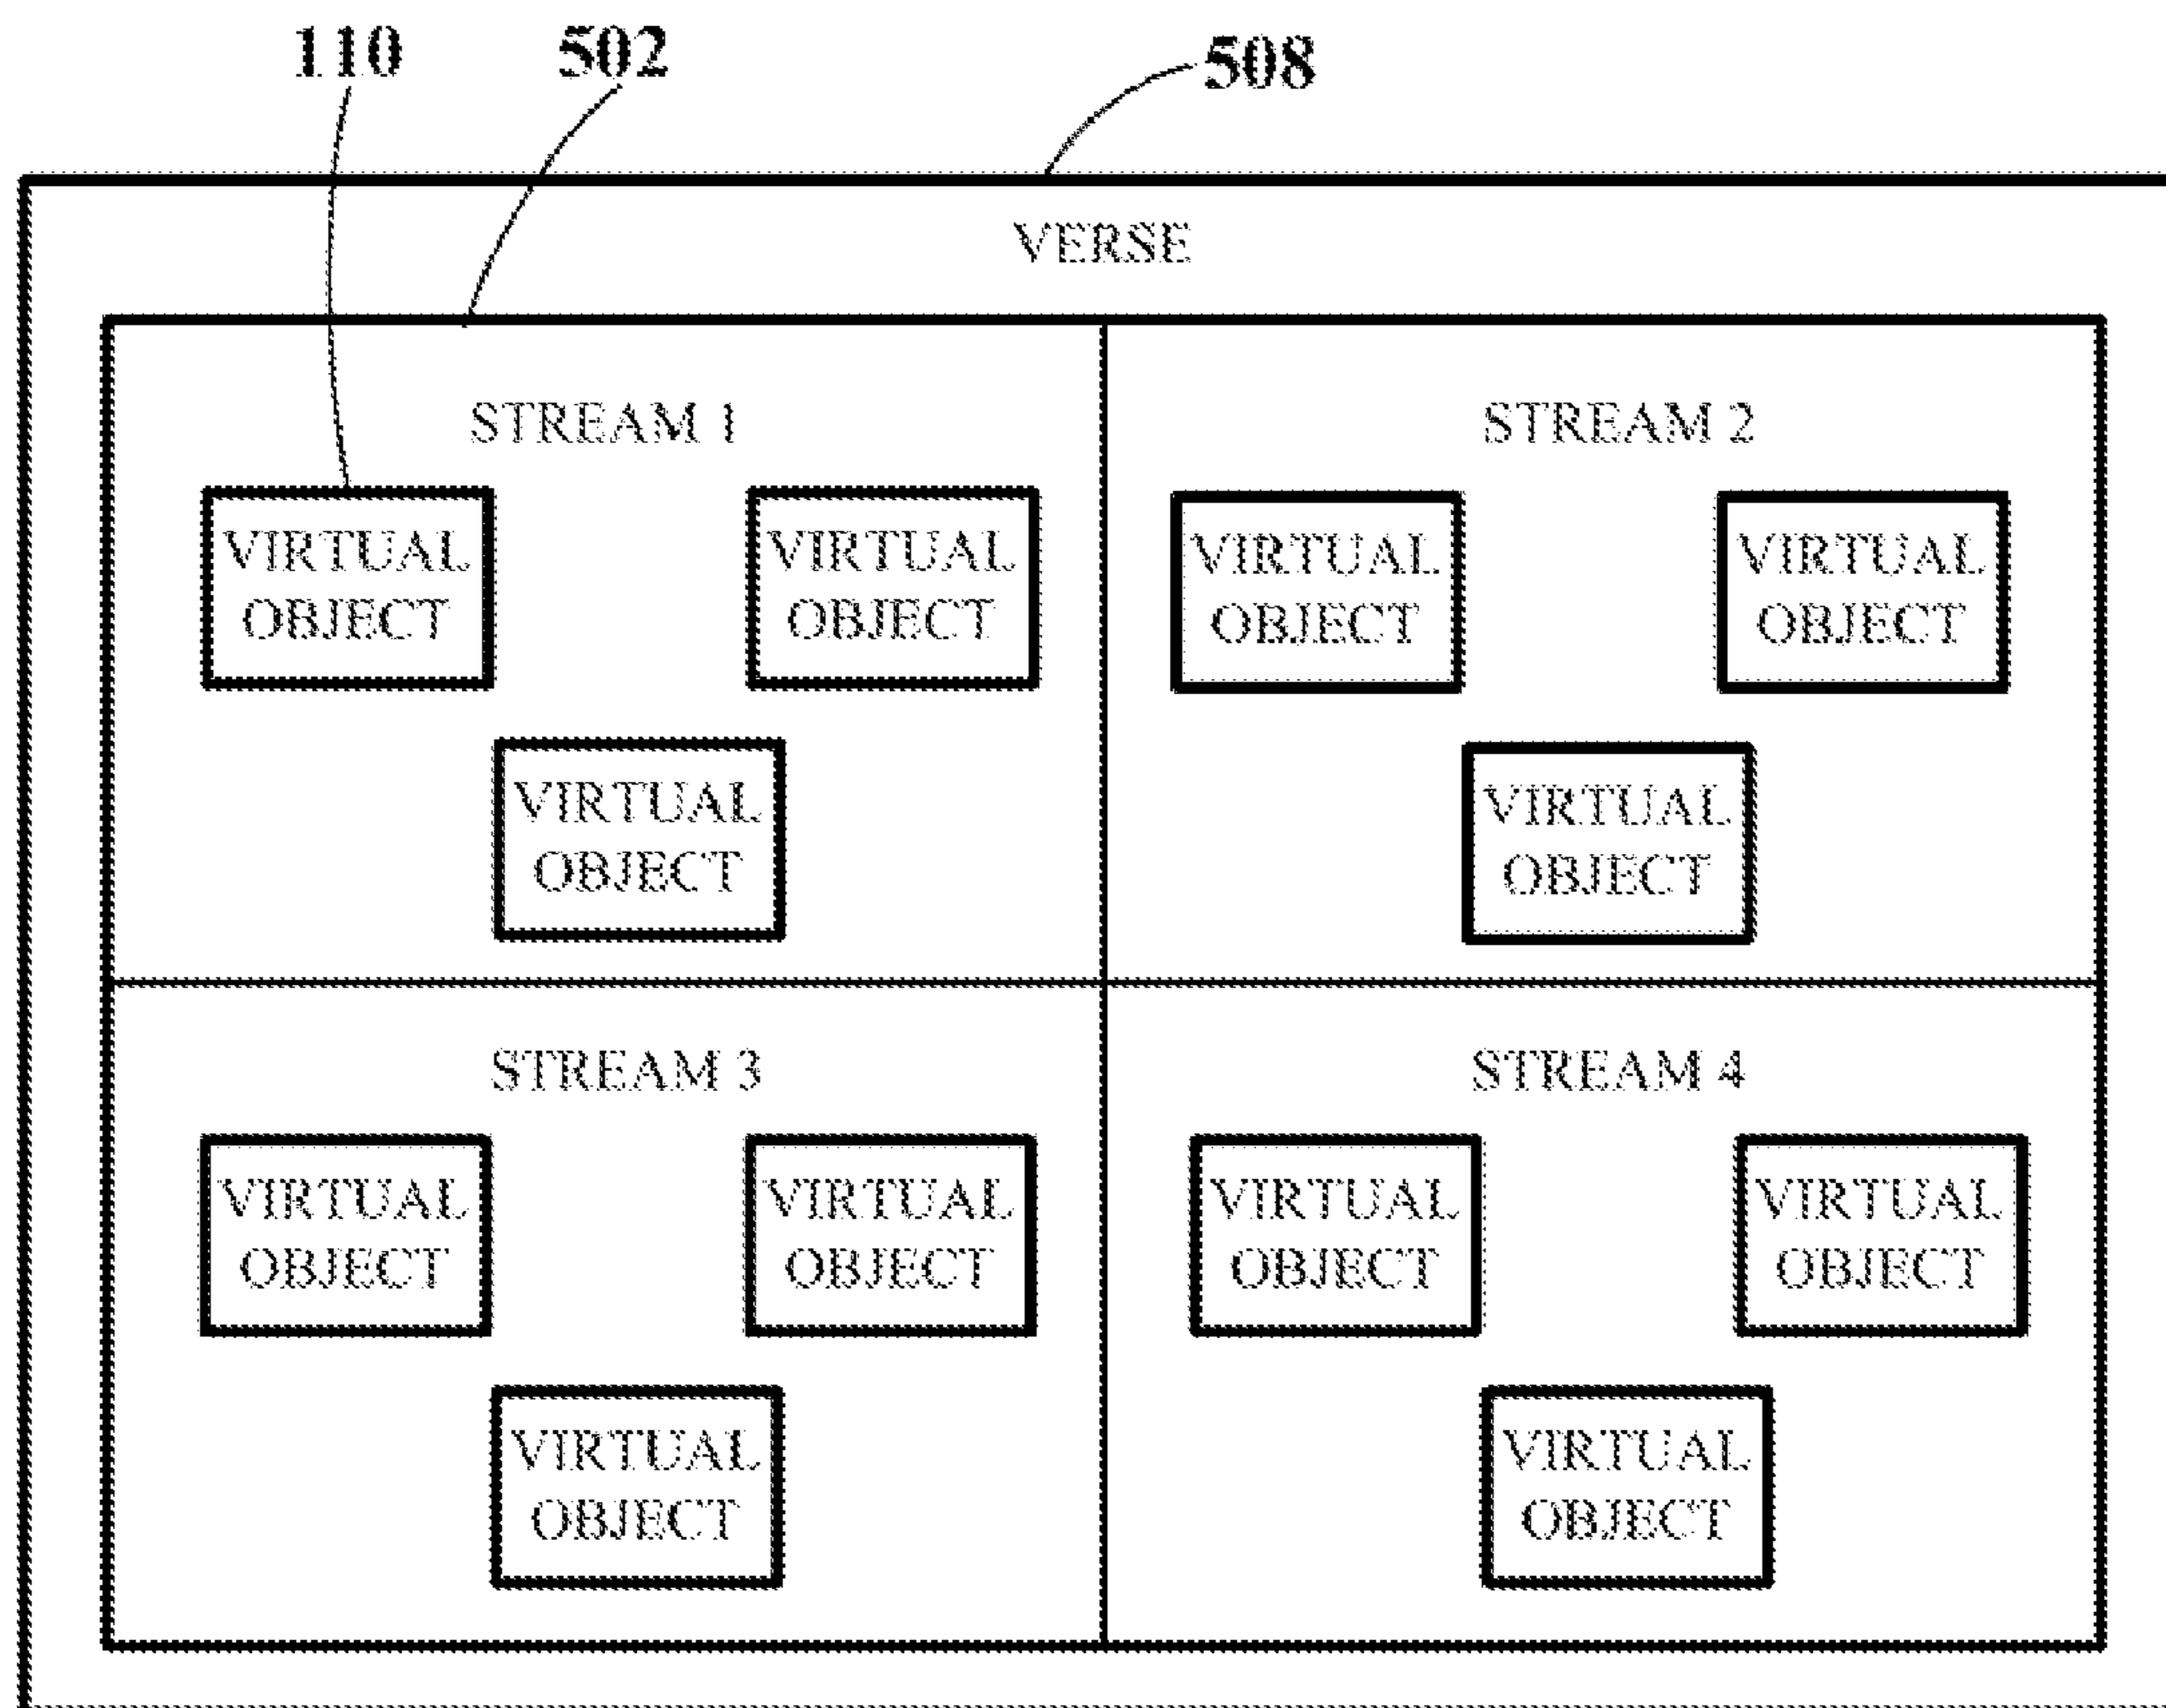 110 502 508
VERSE
STREAM 1 STREAM 2
VIRTUAL VIRTUAL VIRTUAL VIRTUAL
OBJECT OBJECT OBJECT OBJECT
VIRTUAL VIRTUAL
OBJECT OBJECT
STREAM 3 STREAM 4
VIRTUAL VIRTUAL VIRTUAL VIRTUAL
OBJECT OBJECT OBJECT OBJECT
VIRTUAL VIRTUAL
OBJECT OBJECT